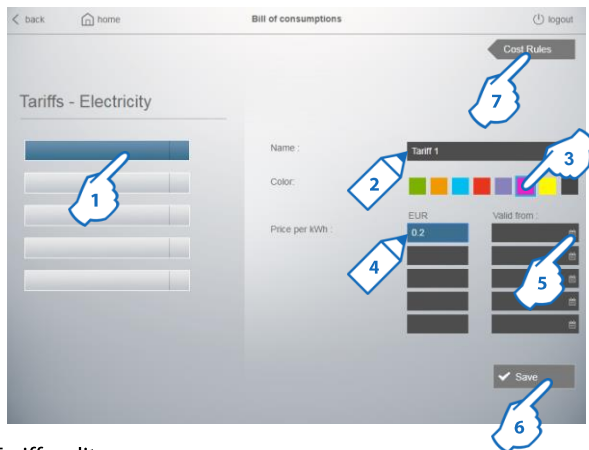 back
home
Bill of consumptions
logout
Cost Rules
7
Tariffs - Electricity
1
Name :
Tariff 1
2
3
Color:
EUR
Valid from :
Price per kWh :
0.2
4
5
Save
6